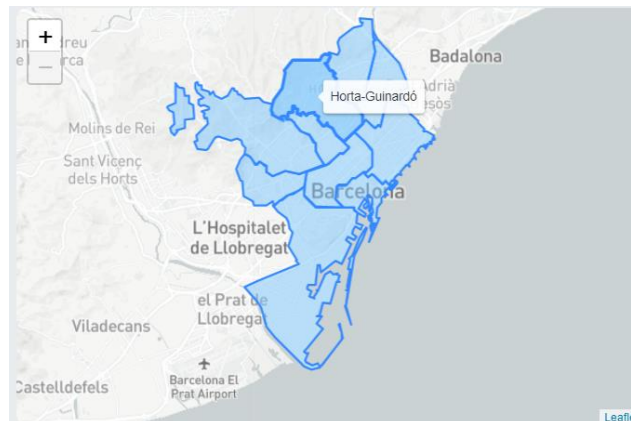 +
−
Badalona
Horta-Guinardó
Molins de Rei
Sant Vicenç
dels Horts
Barcelona
L'Hospitalet
de Llobregat
el Prat de
Llobregat
Viladecans
Barcelona El
Prat Airport
Castelldefels